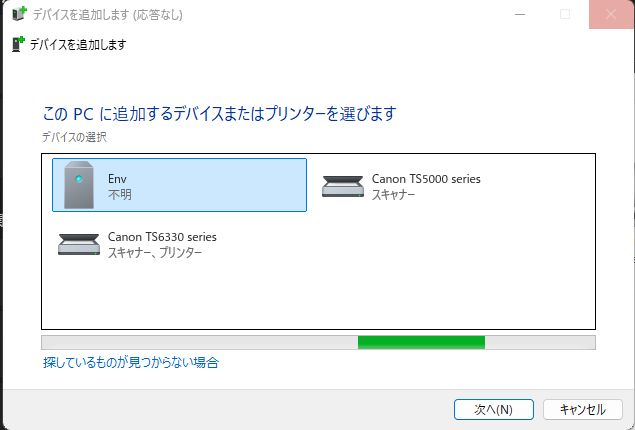 デバイスを追加します (応答なし)
デバイスを追加します
この PC に追加するデバイスまたはプリンターを選びます
デバイスの選択
Env
不明
Canon TS5000 series
スキャナー
Canon TS6330 series
スキャナー、プリンター
探しているものが見つからない場合
次へ(N)
キャンセル